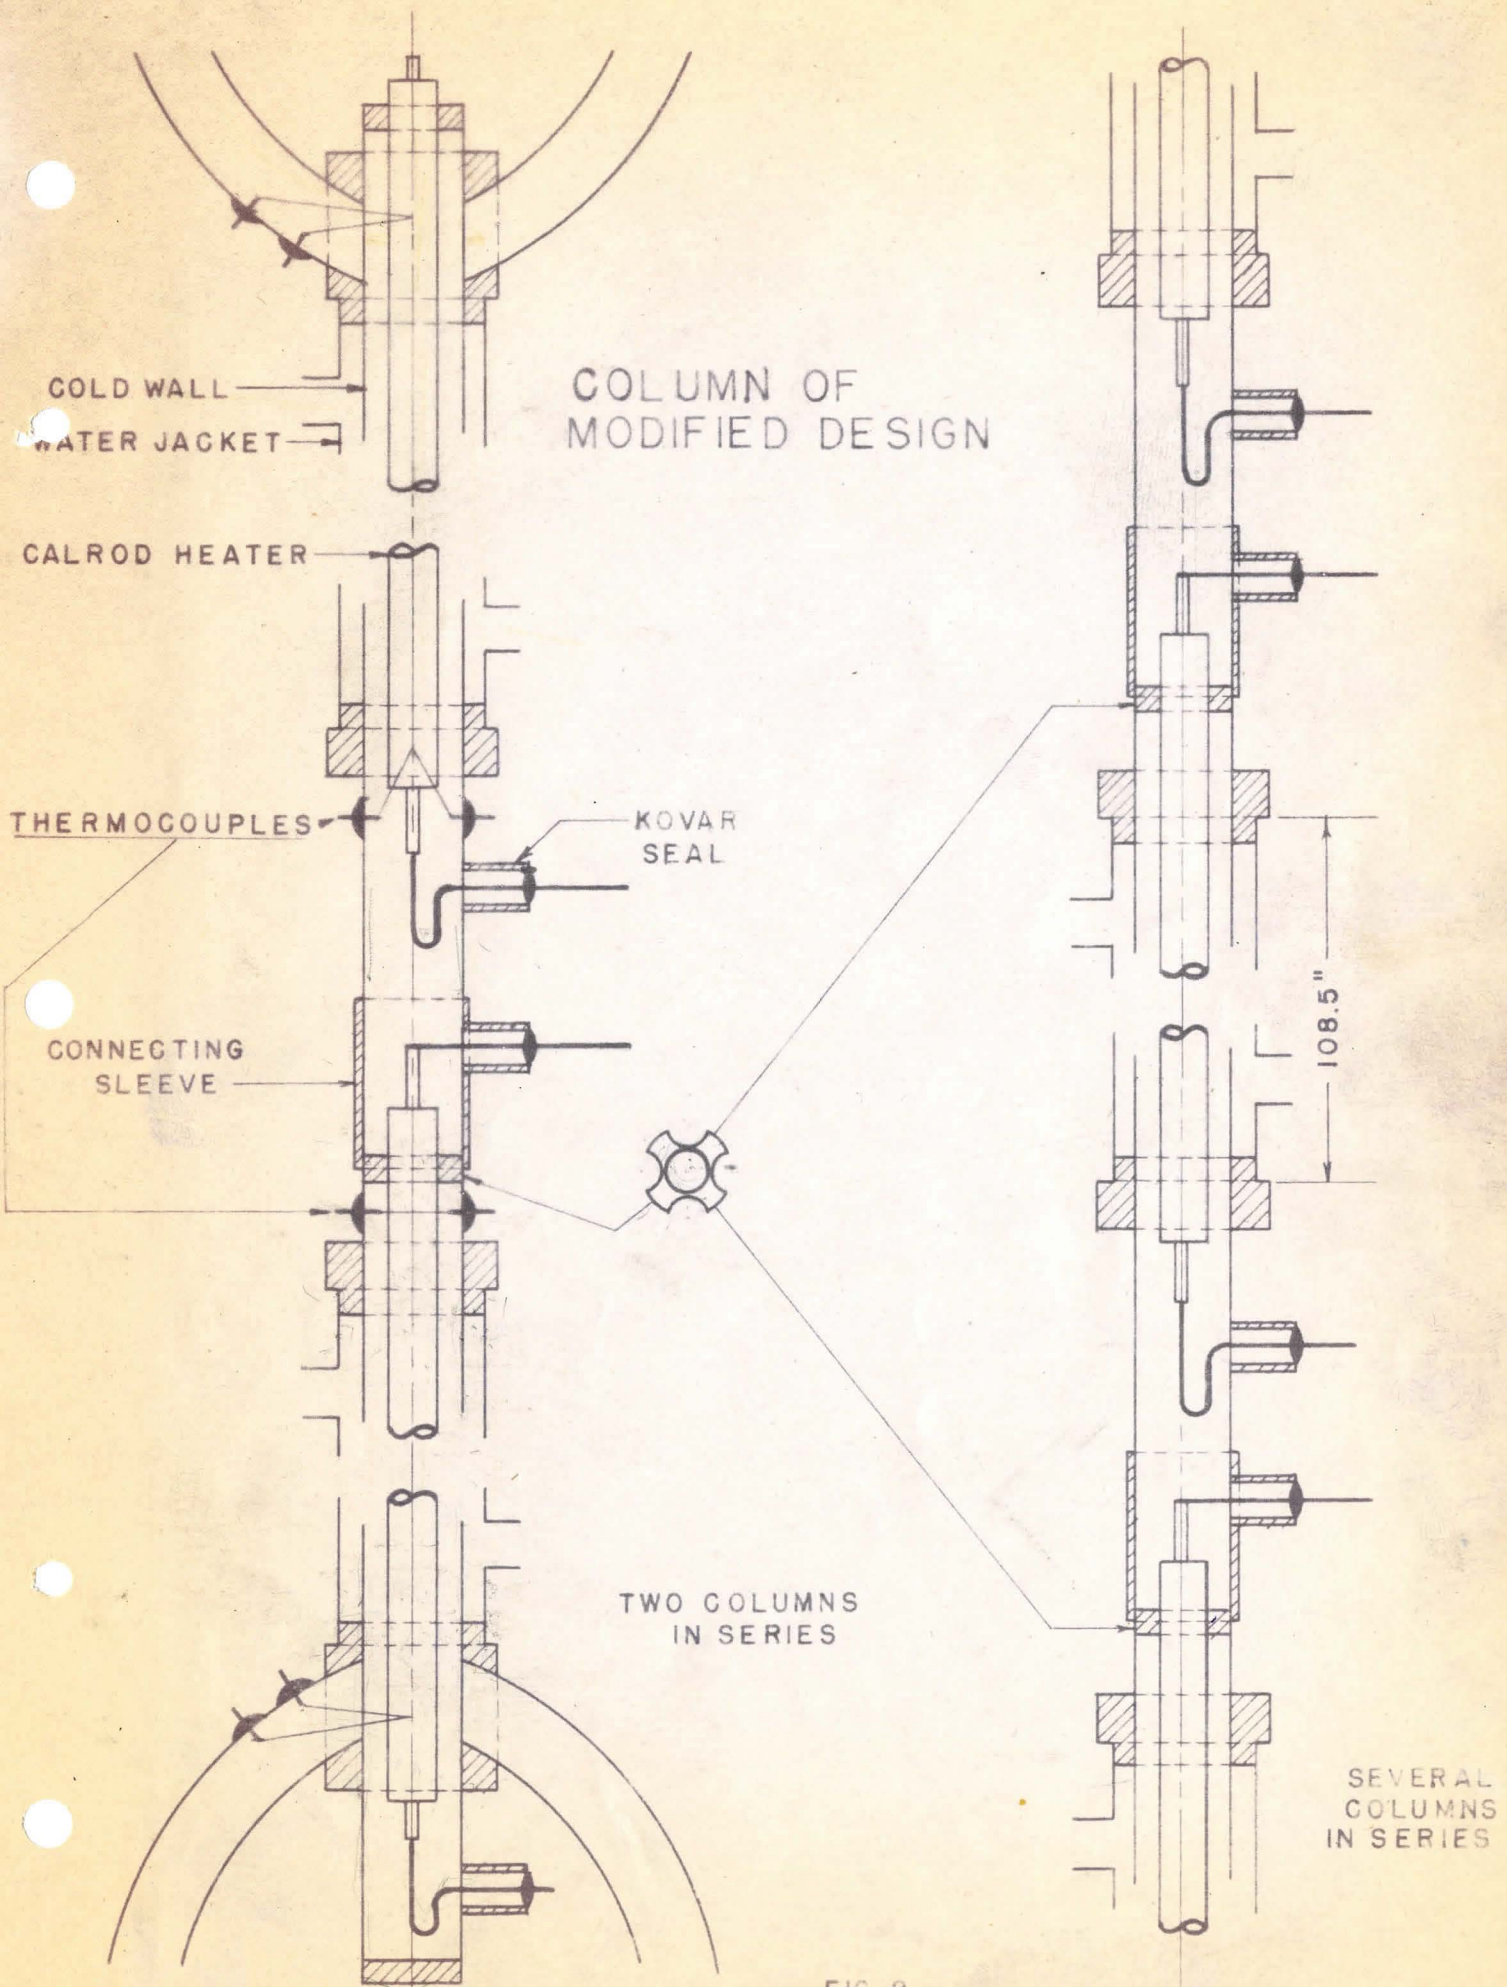 COLUMN OF
MODIFIED DESIGN
COLD WALL
WATER JACKET
CALROD HEATER
THERMOCOUPLES
KOVAR
SEAL
CONNECTING
SLEEVE
108.5"
TWO COLUMNS
IN SERIES
SEVERAL
COLUMNS
IN SERIES